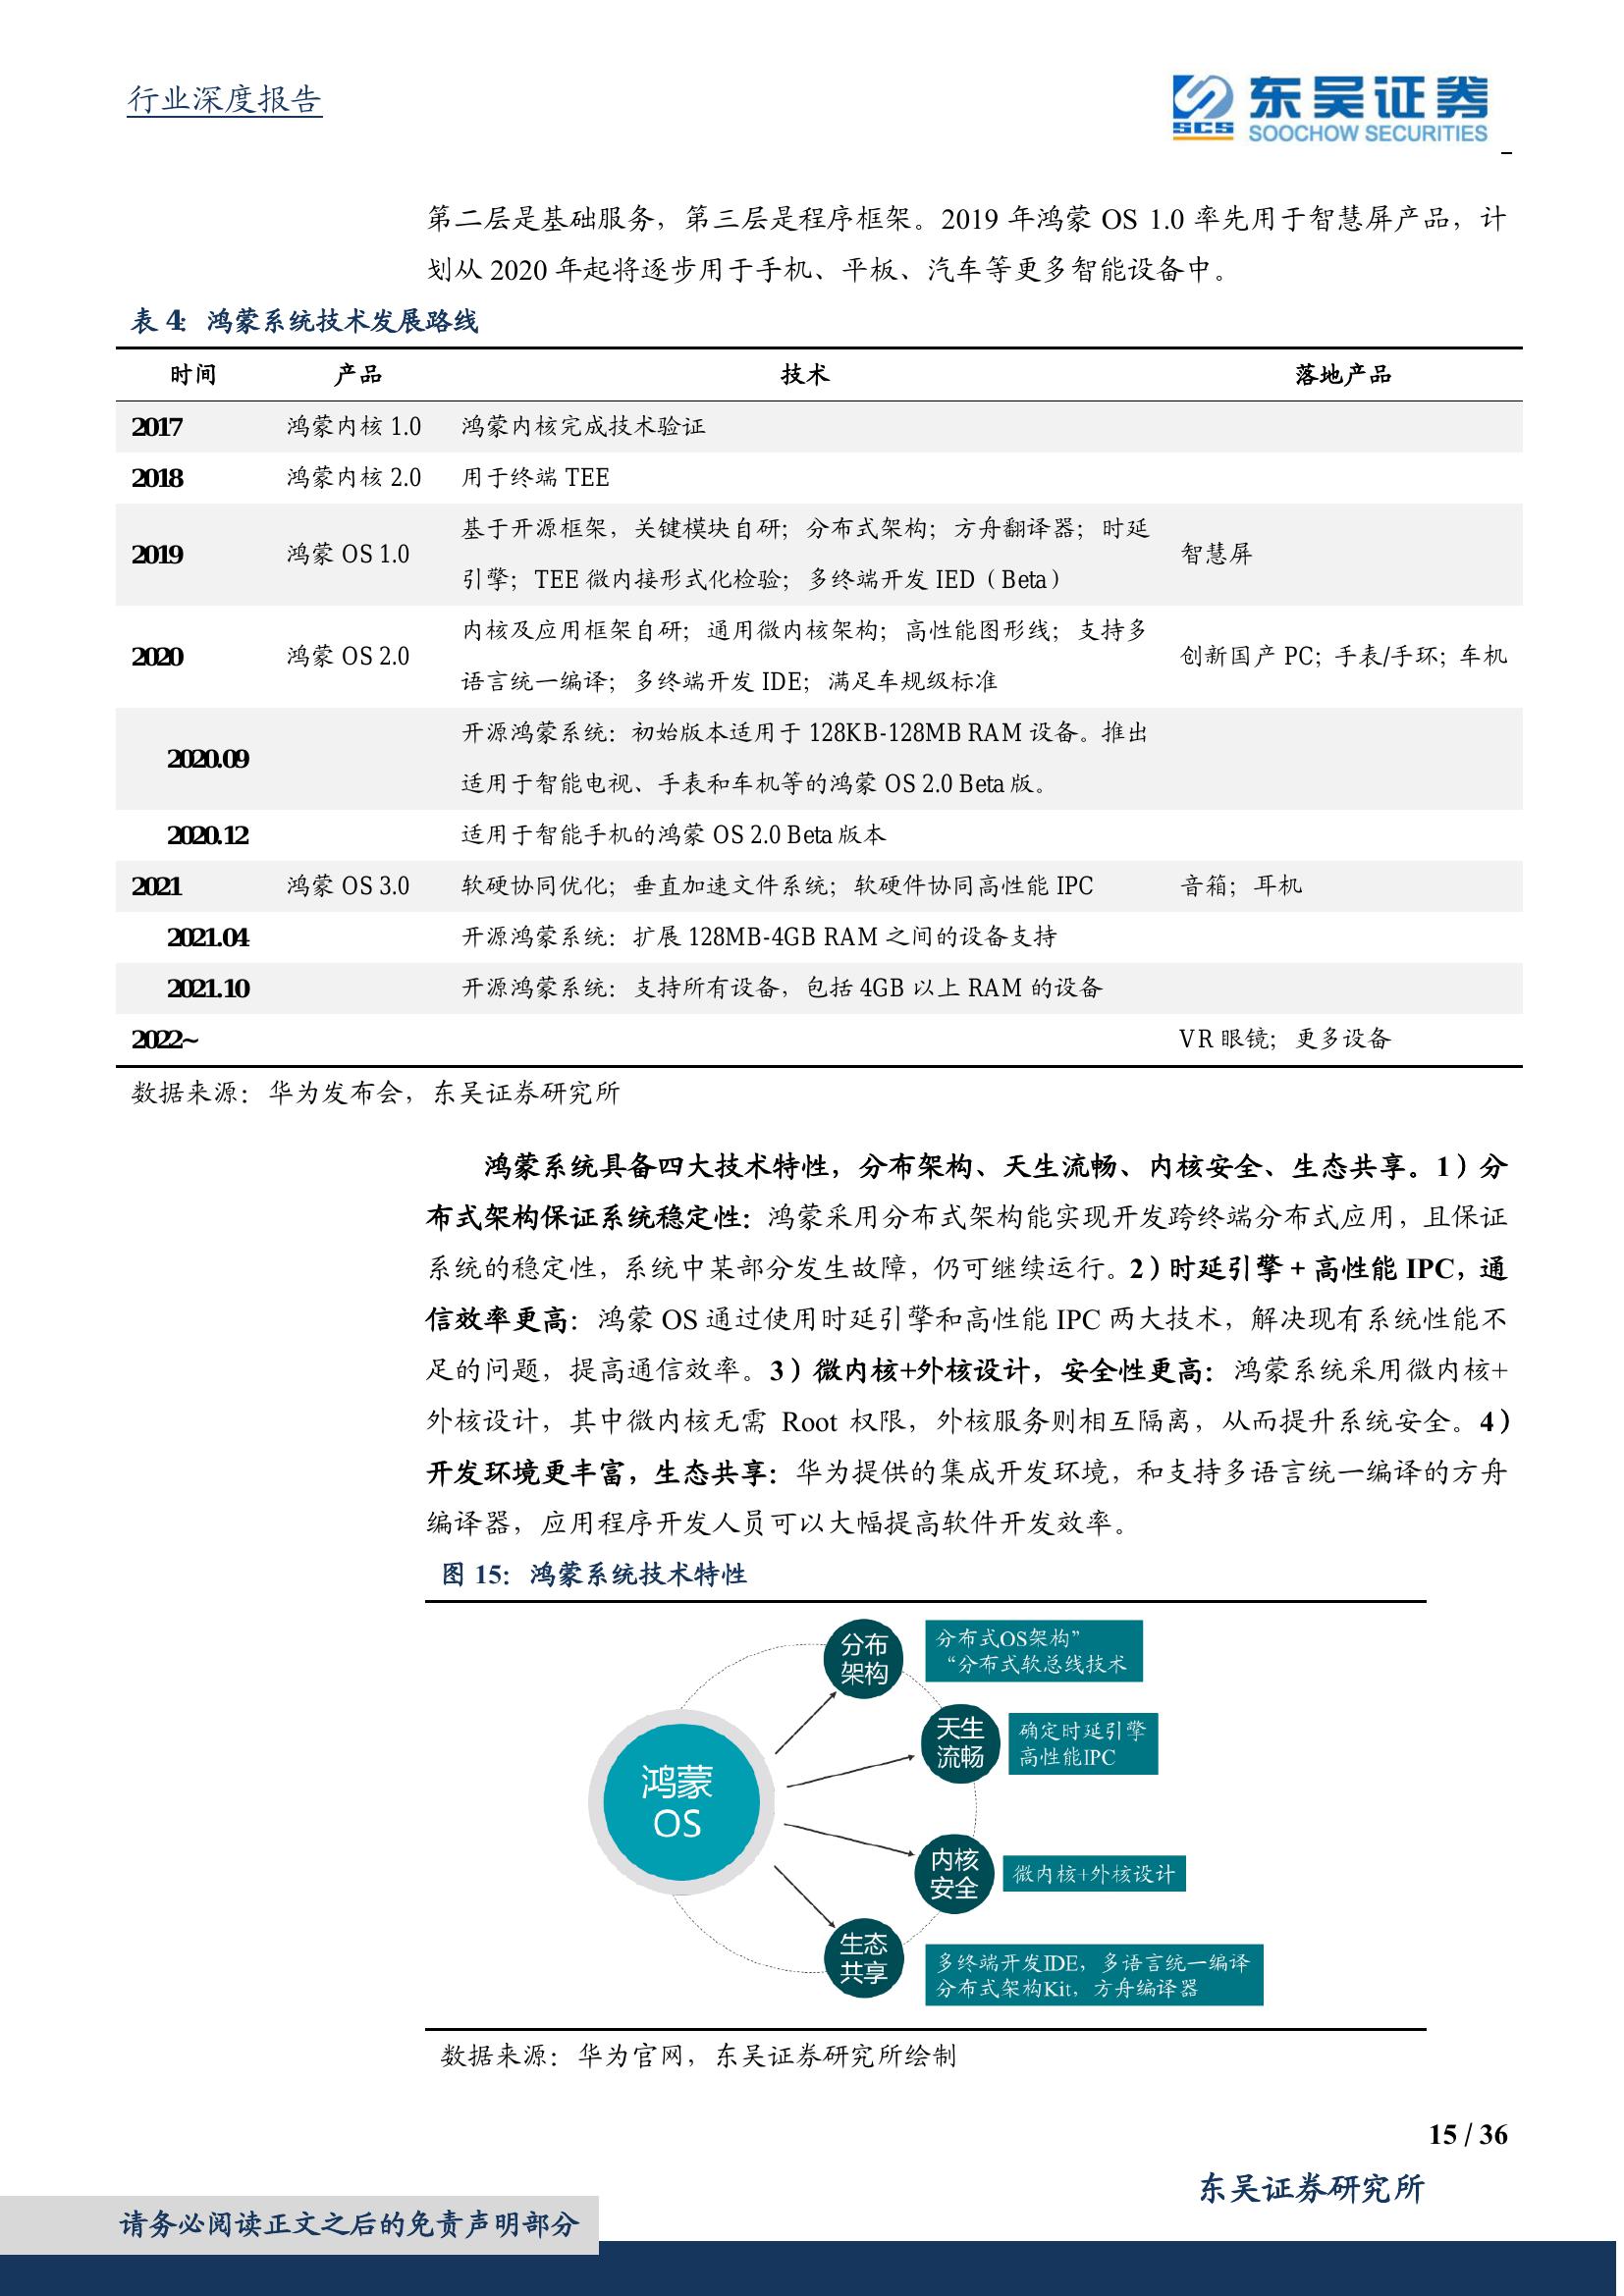 行业深度报告
东吴证券
SCS
SOOCHOW SECURITIES
第二层是基础服务，第三层是程序框架。2019 年鸿蒙 OS 1.0 率先用于智慧屏产品，计
划从 2020 年起将逐步用于手机、平板、汽车等更多智能设备中。
表 4：鸿蒙系统技术发展路线
时间 产品 技术 落地产品
2017 鸿蒙内核 1.0 鸿蒙内核完成技术验证
2018 鸿蒙内核 2.0 用于终端 TEE
基于开源框架，关键模块自研；分布式架构；方舟翻译器；时延
2019 鸿蒙 OS 1.0 智慧屏
引擎；TEE 微内接形式化检验；多终端开发 IED（Beta）
内核及应用框架自研；通用微内核架构；高性能图形线；支持多
2020 鸿蒙 OS 2.0 创新国产 PC；手表/手环；车机
语言统一编译；多终端开发 IDE；满足车规级标准
开源鸿蒙系统：初始版本适用于 128KB-128MB RAM 设备。推出
2020.09
适用于智能电视、手表和车机等的鸿蒙 OS 2.0 Beta 版。
2020.12 适用于智能手机的鸿蒙 OS 2.0 Beta 版本
2021 鸿蒙 OS 3.0 软硬协同优化；垂直加速文件系统；软硬件协同高性能 IPC 音箱；耳机
2021.04 开源鸿蒙系统：扩展 128MB-4GB RAM 之间的设备支持
2021.10 开源鸿蒙系统：支持所有设备，包括 4GB 以上 RAM 的设备
2022~ VR 眼镜；更多设备
数据来源：华为发布会，东吴证券研究所
鸿蒙系统具备四大技术特性，分布架构、天生流畅、内核安全、生态共享。1）分
布式架构保证系统稳定性：鸿蒙采用分布式架构能实现开发跨终端分布式应用，且保证
系统的稳定性，系统中某部分发生故障，仍可继续运行。2）时延引擎 + 高性能 IPC，通
信效率更高：鸿蒙 OS 通过使用时延引擎和高性能 IPC 两大技术，解决现有系统性能不
足的问题，提高通信效率。3）微内核+外核设计，安全性更高：鸿蒙系统采用微内核+
外核设计，其中微内核无需 Root 权限，外核服务则相互隔离，从而提升系统安全。4）
开发环境更丰富，生态共享：华为提供的集成开发环境，和支持多语言统一编译的方舟
编译器，应用程序开发人员可以大幅提高软件开发效率。
图 15：鸿蒙系统技术特性
鸿蒙
OS
分布
架构
分布式OS架构”
“分布式软总线技术
天生
流畅
确定时延引擎
高性能IPC
内核
安全
微内核+外核设计
生态
共享
多终端开发IDE，多语言统一编译
分布式架构Kit，方舟编译器
数据来源：华为官网，东吴证券研究所绘制
15 / 36
东吴证券研究所
请务必阅读正文之后的免责声明部分